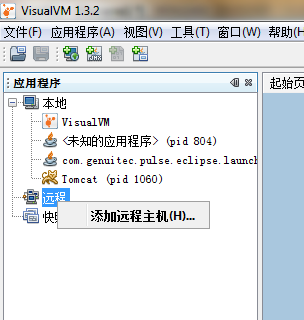 VisualVM 1.3.2
文件(F) 应用程序(A) 视图(V) 工具(T) 窗口(W) 帮助(H
应用程序
起始页
本地
VisualVM
<未知的应用程序> (pid 804)
com.genuitec.pulse.eclipse.launch
Tomcat (pid 1060)
远程
添加远程主机(H)...